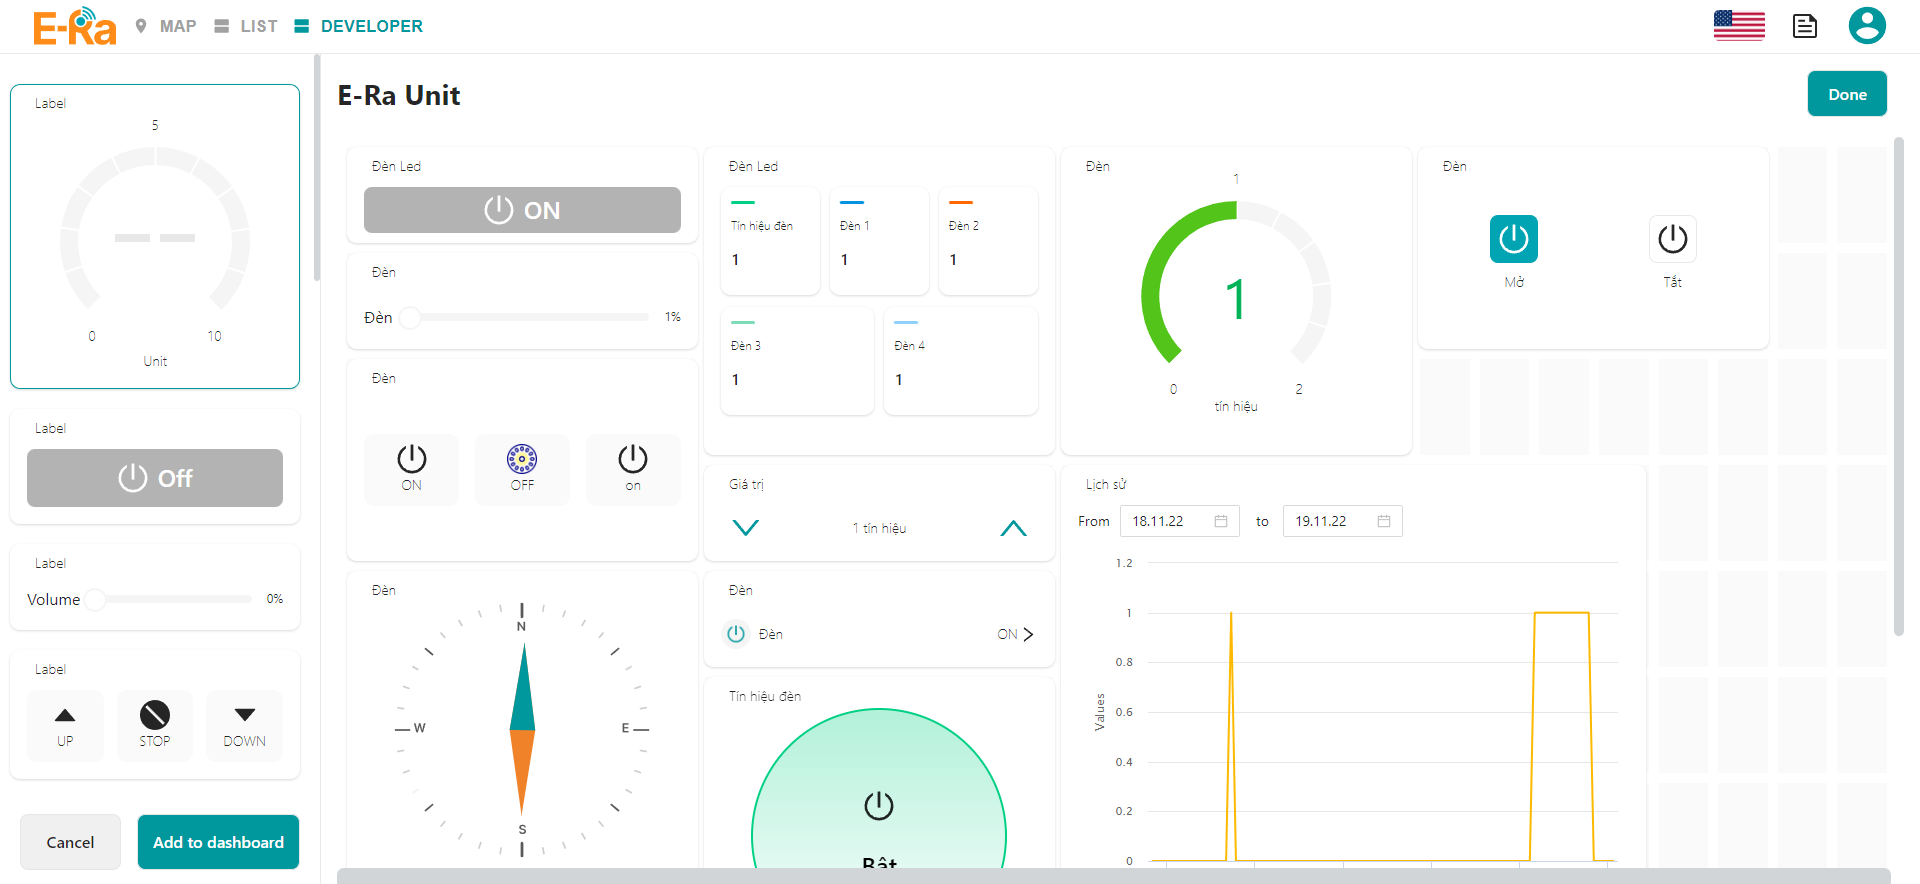 E-Ra
MAP
LIST
DEVELOPER
Label
5
0
10
Unit
Label
Off
Label
Volume
0%
Label
UP
STOP
DOWN
Cancel
Add to dashboard
E-Ra Unit
Done
Đèn Led
ON
Đèn
Đèn
1%
Đèn
ON
OFF
on
Đèn
N
W
E
S
Đèn Led
Tín hiệu đèn
1
Đèn 1
1
Đèn 2
1
Đèn 3
1
Đèn 4
1
Giá trị
1 tín hiệu
Đèn
Đèn
ON
Tín hiệu đèn
Bật
Đèn
1
1
0
2
tín hiệu
Đèn
Mở
Tắt
Lịch sử
From
18.11.22
to
19.11.22
1.2
1
0.8
0.6
0.4
0.2
0
Values